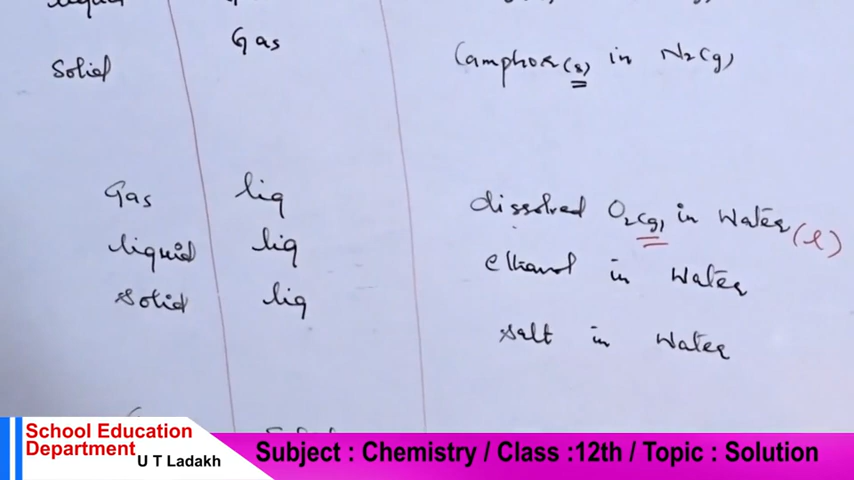 liquid
Solid Gas Camphor(s) in N₂(g)
Gas liq dissolved O₂(g) in Water(l)
liquid liq ethanol in Water
Solid liq Salt in Water
School Education
Department
U T Ladakh
Subject : Chemistry / Class :12th / Topic : Solution